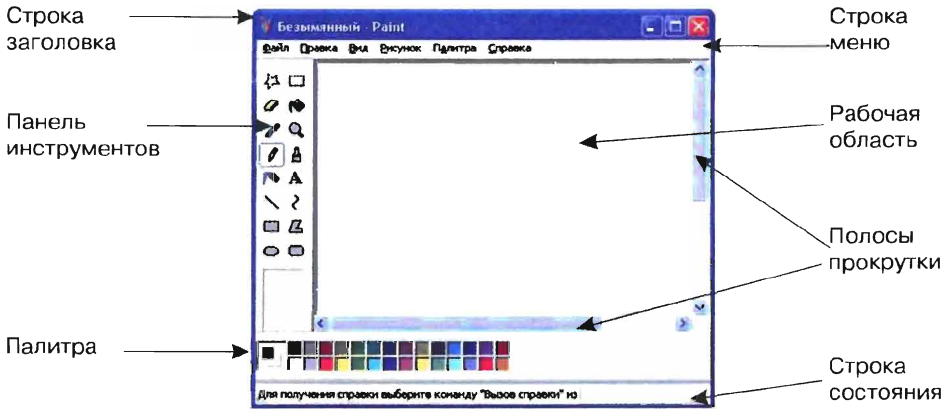 Строка
заголовка
Безымянный - Paint
Файл Правка Вид Рисунок Палитра Справка
Строка
меню
Панель
инструментов
A
Рабочая
область
Полосы
прокрутки
Палитра
Для получения справки выберите команду "Вызов справки" из
Строка
состояния